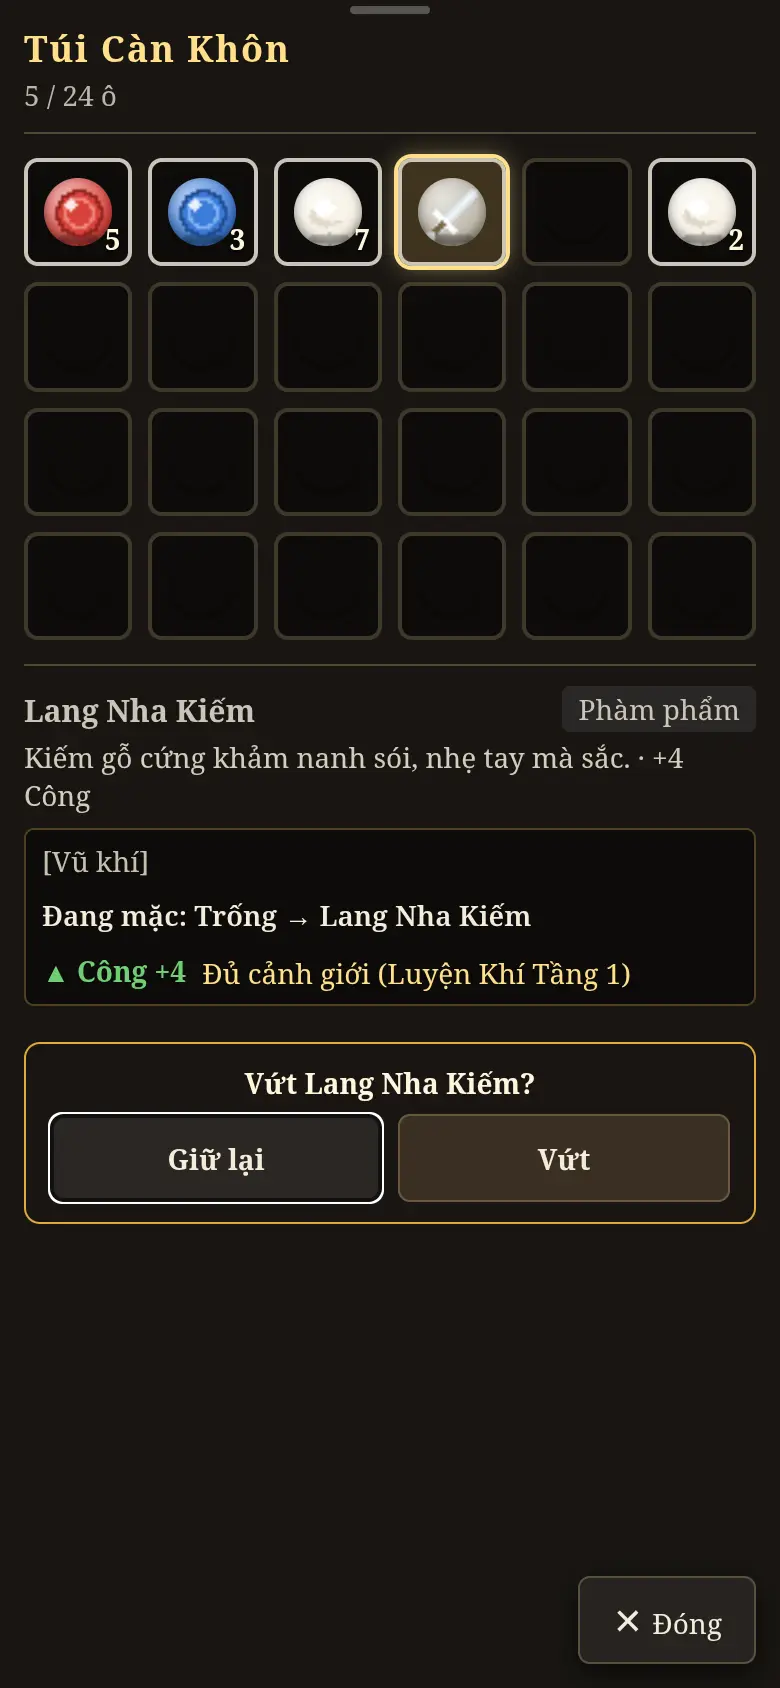 Túi Càn Khôn
5 / 24 ô
5
3
7
2
Lang Nha Kiếm
Phàm phẩm
Kiếm gỗ cứng khảm nanh sói, nhẹ tay mà sắc. · +4
Công
[Vũ khí]
Đang mặc: Trống → Lang Nha Kiếm
▲ Công +4 Đủ cảnh giới (Luyện Khí Tầng 1)
Vứt Lang Nha Kiếm?
Giữ lại
Vứt
✕ Đóng